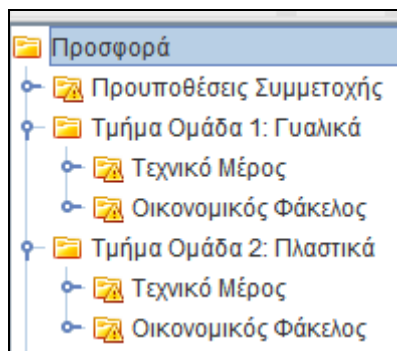 Προσφορά
Προυποθέσεις Συμμετοχής
Τμήμα Ομάδα 1: Γυαλικά
Τεχνικό Μέρος
Οικονομικός Φάκελος
Τμήμα Ομάδα 2: Πλαστικά
Τεχνικό Μέρος
Οικονομικός Φάκελος